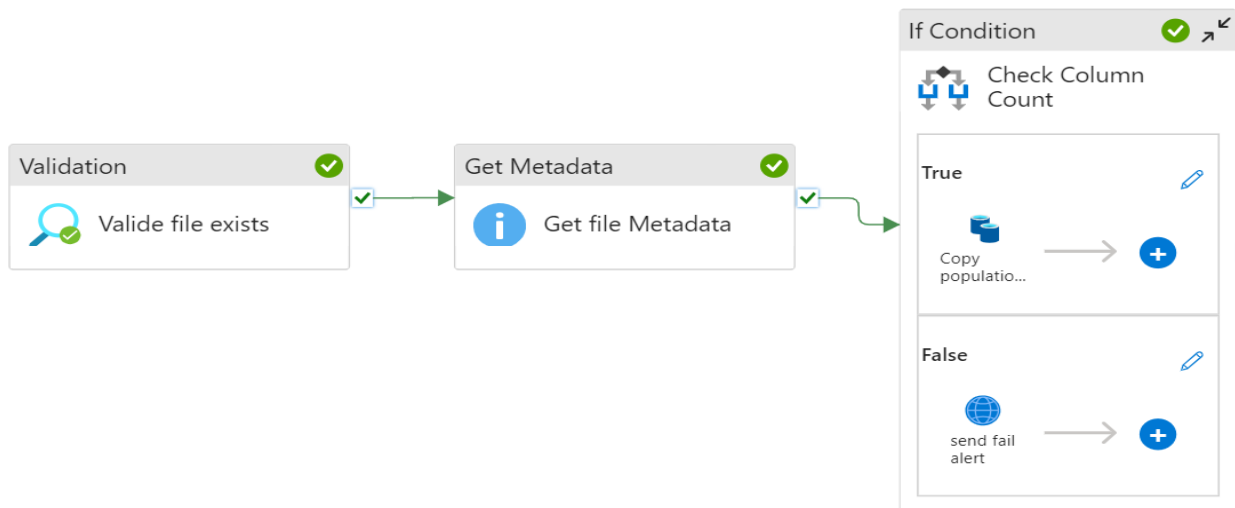 Validation
Valide file exists
Get Metadata
Get file Metadata
If Condition
Check Column
Count
True
Copy
populatio...
False
send fail
alert